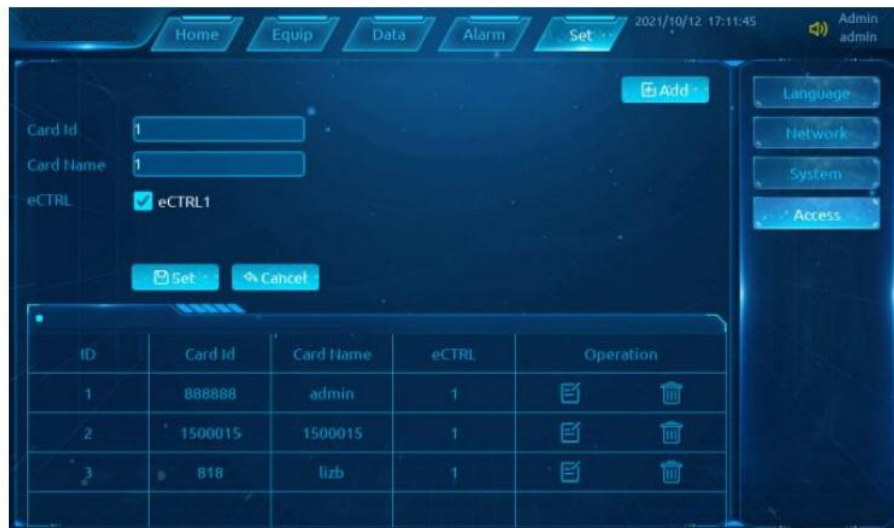 Home Equip Data Alarm Set 2021/10/12 17:11:45 Admin
admin
Add
Language
Card Id 1
Network
Card Name 1
System
eCTRL eCTRL1
Access
Set Cancel
ID Card Id Card Name eCTRL Operation
1 888888 admin 1
2 1500015 1500015 1
3 818 lizb 1